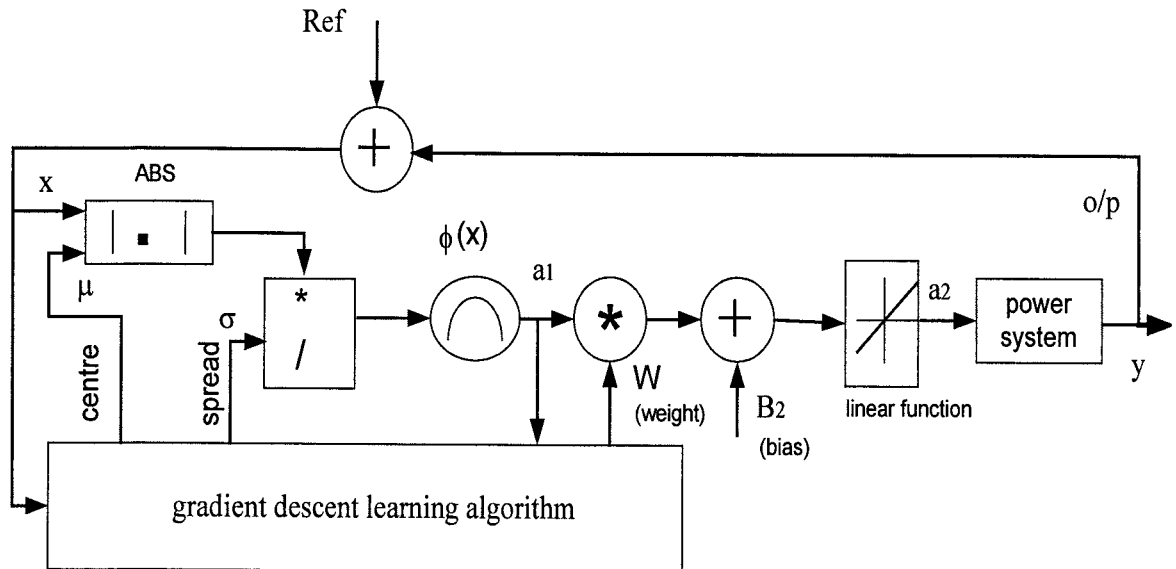 Ref
+
x
ABS
| . |
μ
*
/
σ
centre
spread
ϕ(x)
a1
*
W
(weight)
+
B2
(bias)
linear function
a2
power
system
o/p
y
gradient descent learning algorithm